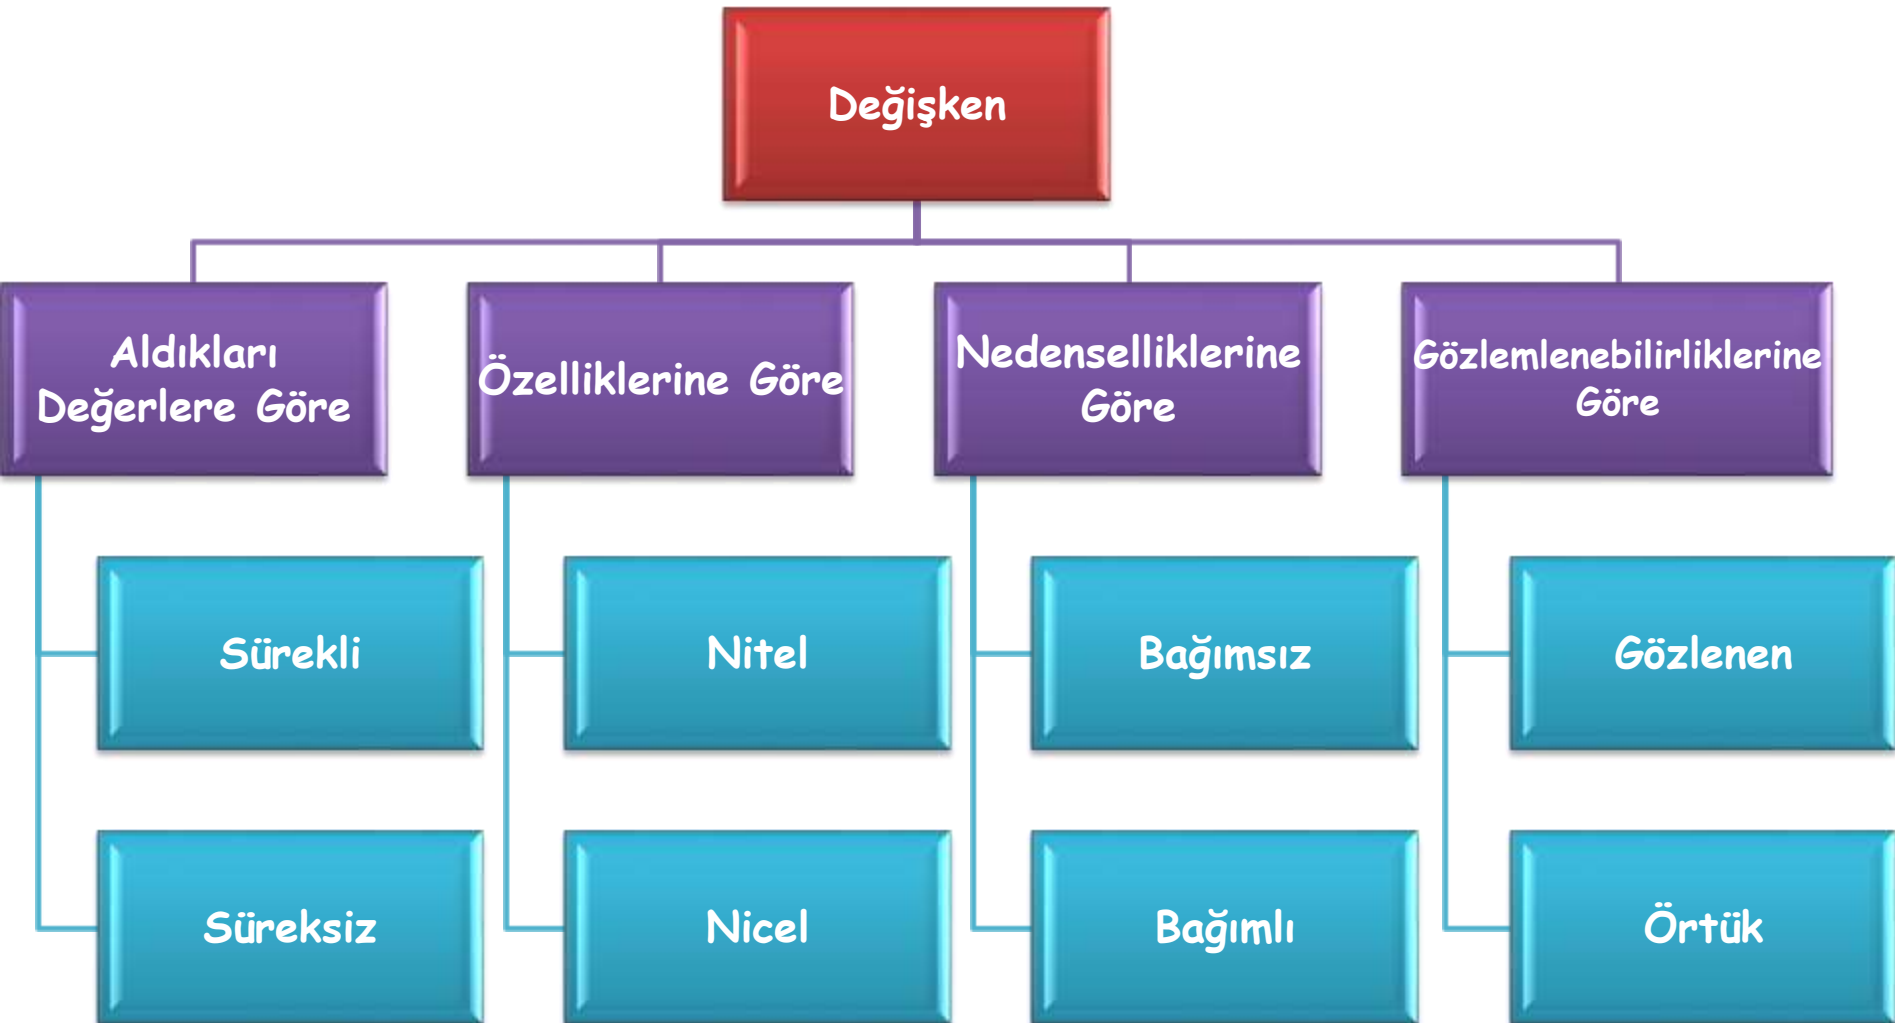 Değişken
Aldıkları
Değerlere Göre
Özelliklerine Göre
Nedenselliklerine
Göre
Gözlemlenebilirliklerine
Göre
Sürekli
Nitel
Bağımsız
Gözlenen
Süreksiz
Nicel
Bağımlı
Örtük